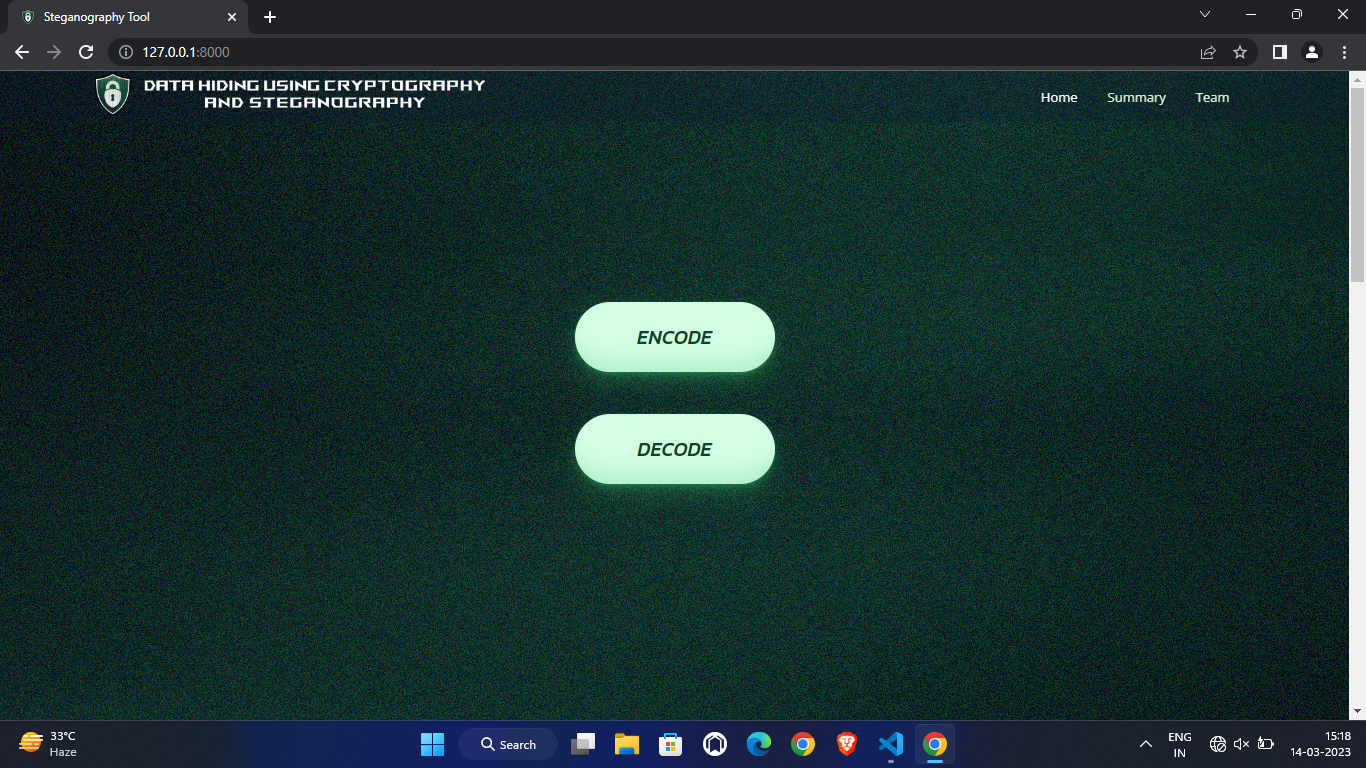 Steganography Tool
127.0.0.1:8000
DATA HIDING USING CRYPTOGRAPHY
AND STEGANOGRAPHY
Home Summary Team
ENCODE
DECODE
33°C
Haze
Search
ENG
IN
15:18
14-03-2023